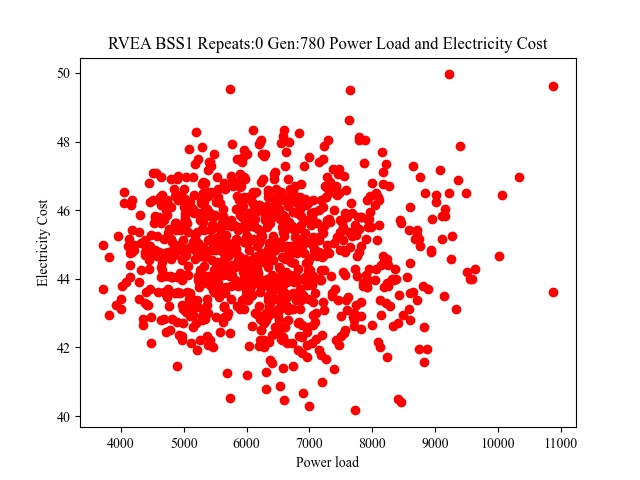 RVEA BSS1 Repeats:0 Gen:780 Power Load and Electricity Cost
50
48
46
44
42
40
Electricity Cost
4000 5000 6000 7000 8000 9000 10000 11000
Power load